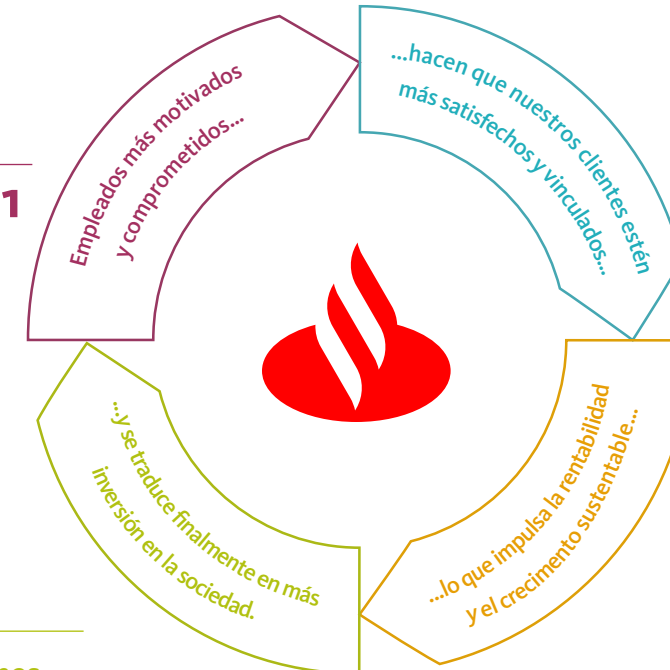 1
Empleados más motivados
y comprometidos...
...hacen que nuestros clientes estén
más satisfechos y vinculados...
...lo que impulsa la rentabilidad
y el crecimento sustentable...
...y se traduce finalmente en más
inversión en la sociedad.